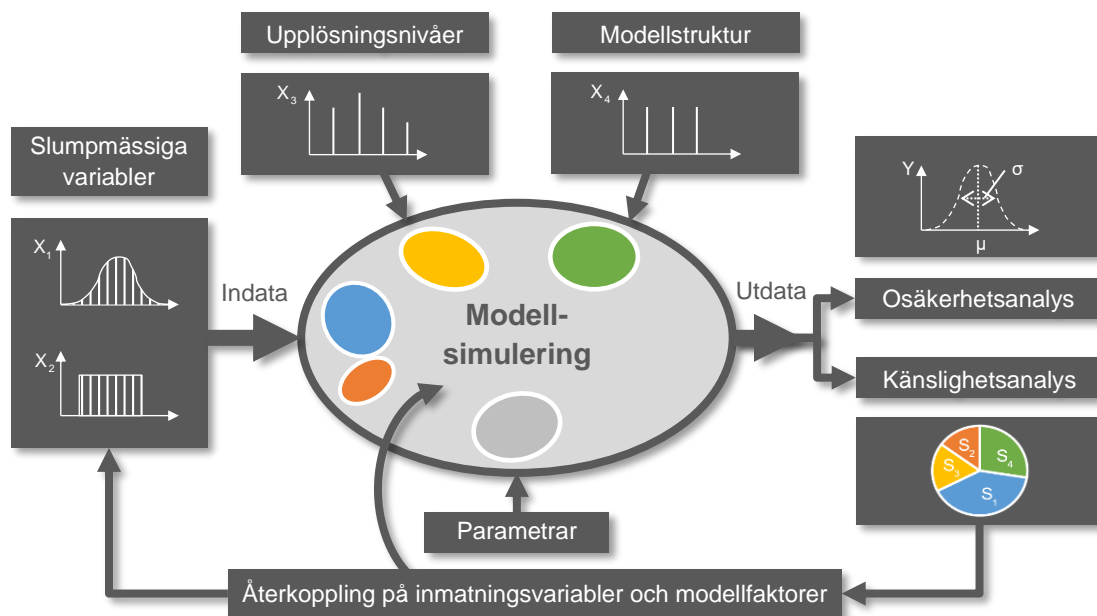 Upplösningsnivåer
Modellstruktur
X3
X4
Slumpmässiga
variabler
Y
σ
μ
X1
Indata
Utdata
Osäkerhetsanalys
Modell-
simulering
X2
Känslighetsanalys
S2
S4
S3
S1
Parametrar
Återkoppling på inmatningsvariabler och modellfaktorer